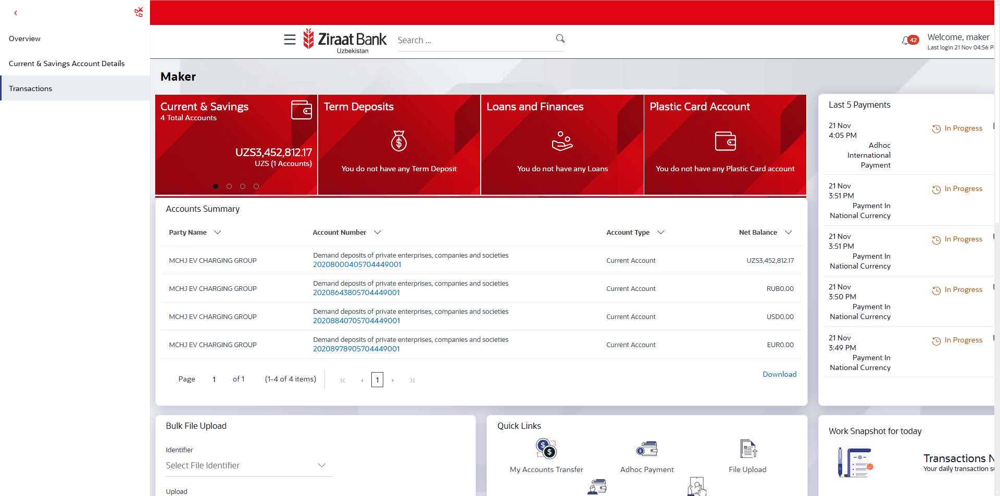 Overview
Current & Savings Account Details
Transactions
Ziraat Bank
Uzbekistan
Search ...
42
Welcome, maker
Last login 21 Nov 04:56
Maker
Current & Savings
4 Total Accounts
UZS3,452,812.17
UZS (1 Accounts)
Term Deposits
You do not have any Term Deposit
Loans and Finances
You do not have any Loans
Plastic Card Account
You do not have any Plastic Card account
Accounts Summary
Party Name Account Number Account Type Net Balance
Demand deposits of private enterprises, companies and societies
MCHJ EV CHARGING GROUP 20208000405704449001 Current Account UZS3,452,812.17
Demand deposits of private enterprises, companies and societies
MCHJ EV CHARGING GROUP 20208643805704449001 Current Account RUB0.00
Demand deposits of private enterprises, companies and societies
MCHJ EV CHARGING GROUP 20208840705704449001 Current Account USD0.00
Demand deposits of private enterprises, companies and societies
MCHJ EV CHARGING GROUP 20208978905704449001 Current Account EUR0.00
Page 1 of 1 (1-4 of 4 items) 1
Download
Last 5 Payments
21 Nov
4:05 PM
In Progress
Adhoc
International
Payment
21 Nov
3:51 PM
In Progress
Payment In
National Currency
21 Nov
3:51 PM
In Progress
Payment In
National Currency
21 Nov
3:50 PM
In Progress
Payment In
National Currency
21 Nov
3:49 PM
In Progress
Payment In
National Currency
Bulk File Upload
Identifier
Select File Identifier
Upload
Quick Links
My Accounts Transfer
Adhoc Payment
File Upload
Work Snapshot for today
Transactions
Your daily transaction